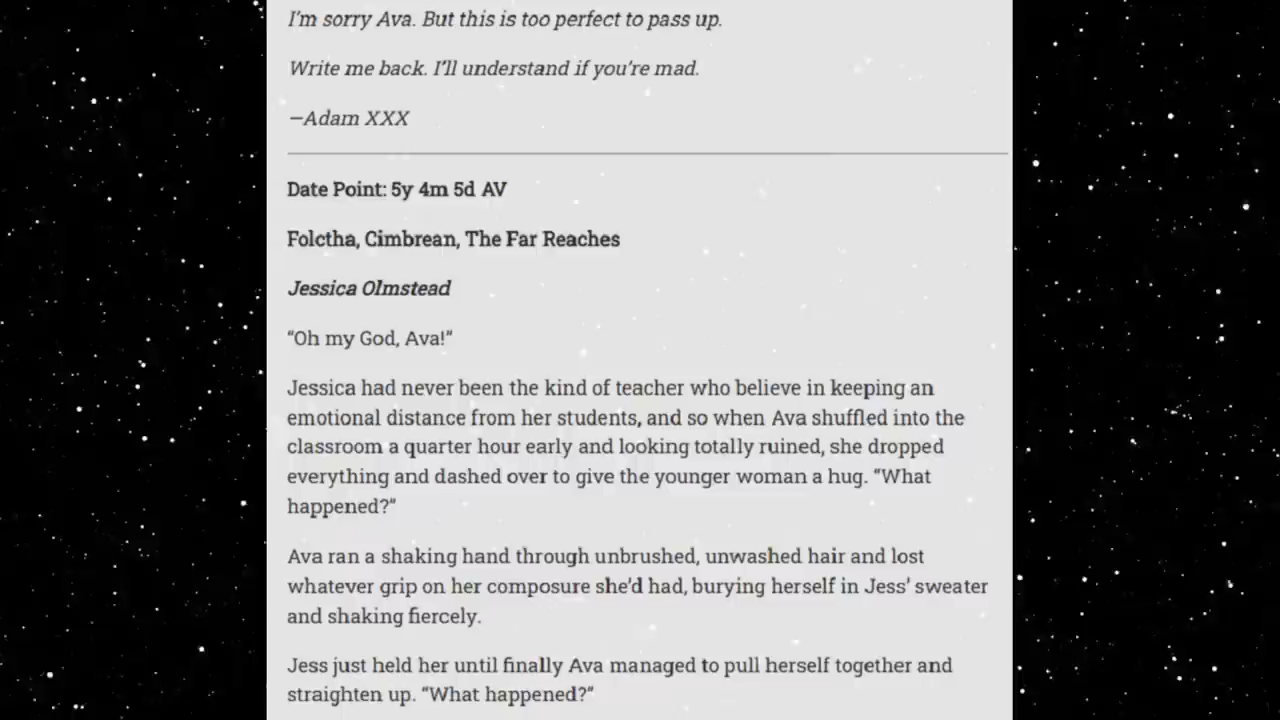 I'm sorry Ava. But this is too perfect to pass up.
Write me back. I'll understand if you're mad.
—Adam XXX
Date Point: 5y 4m 5d AV
Folctha, Cimbrean, The Far Reaches
Jessica Olmstead
“Oh my God, Ava!”
Jessica had never been the kind of teacher who believe in keeping an
emotional distance from her students, and so when Ava shuffled into the
classroom a quarter hour early and looking totally ruined, she dropped
everything and dashed over to give the younger woman a hug. “What
happened?”
Ava ran a shaking hand through unbrushed, unwashed hair and lost
whatever grip on her composure she'd had, burying herself in Jess' sweater
and shaking fiercely.
Jess just held her until finally Ava managed to pull herself together and
straighten up. “What happened?”